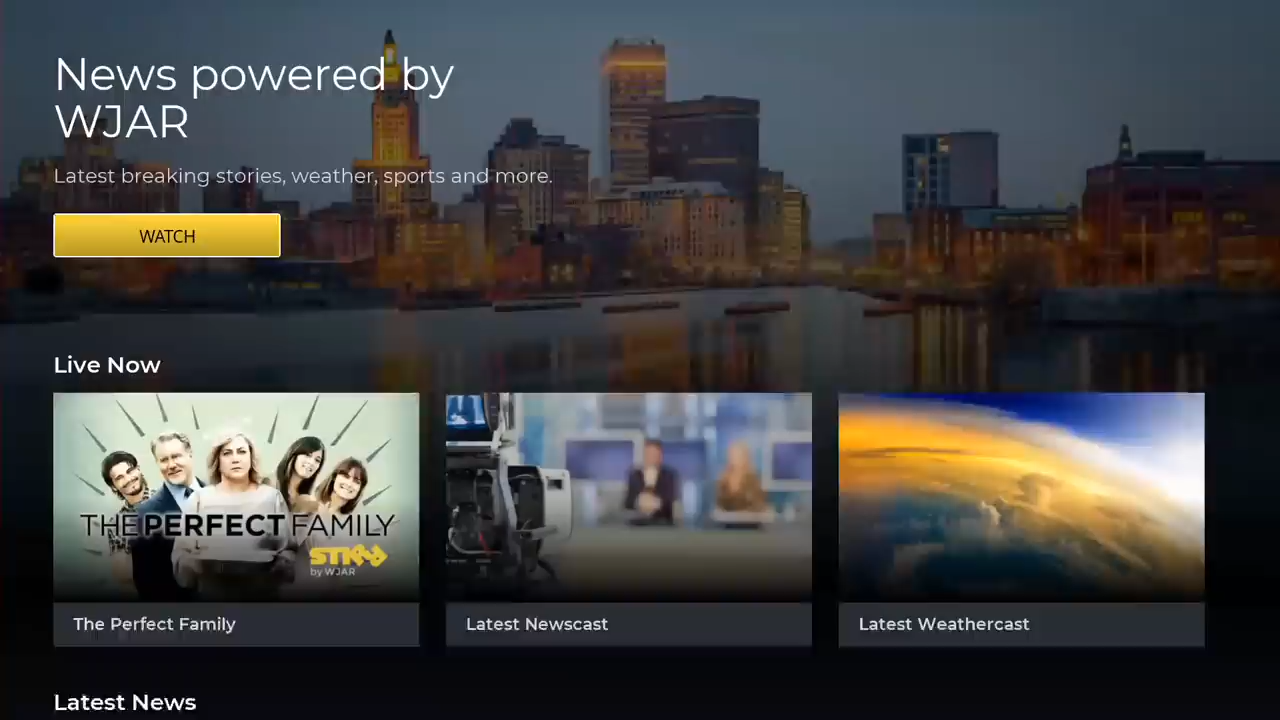 News powered by
WJAR
Latest breaking stories, weather, sports and more.
WATCH
Live Now
THE PERFECT FAMILY
STIRR
by WJAR
The Perfect Family
Latest Newscast
Latest Weathercast
Latest News